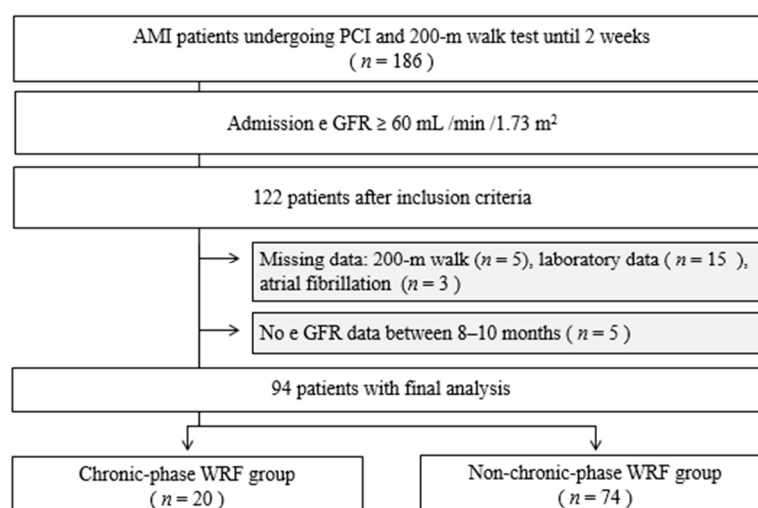 AMI patients undergoing PCI and 200-m walk test until 2 weeks
( n = 186 )
Admission e GFR ≥ 60 mL /min /1.73 m²
122 patients after inclusion criteria
Missing data: 200-m walk (n = 5), laboratory data ( n = 15 ),
atrial fibrillation (n = 3 )
No e GFR data between 8–10 months ( n = 5 )
94 patients with final analysis
Chronic-phase WRF group
( n = 20 )
Non-chronic-phase WRF group
( n = 74 )